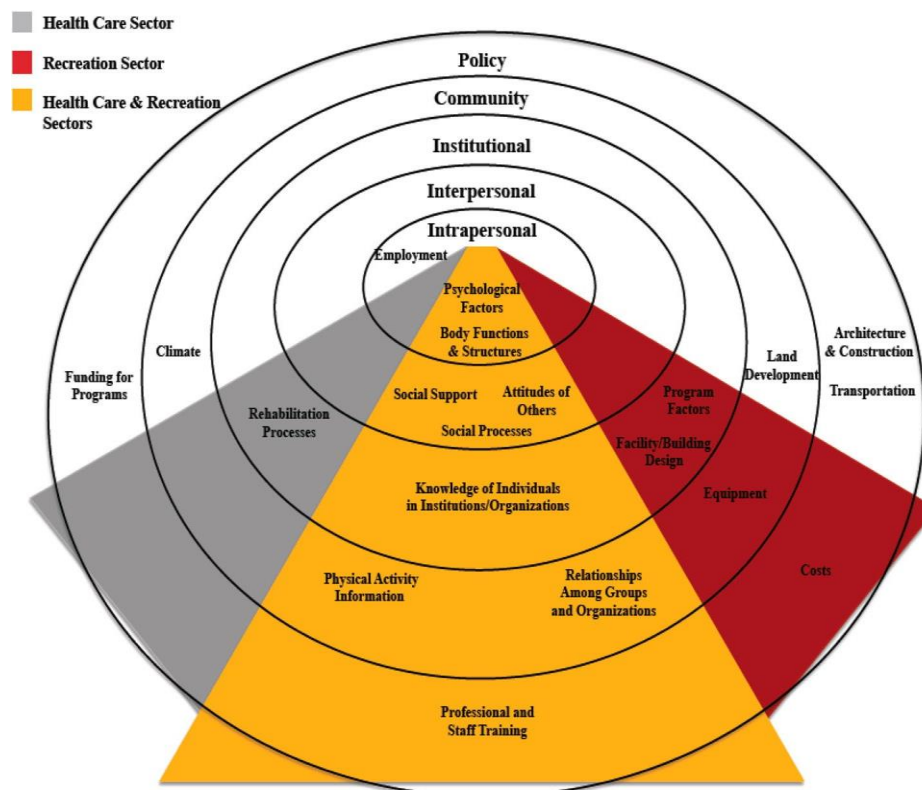 Health Care Sector
Recreation Sector
Health Care & Recreation
Sectors
Policy
Community
Institutional
Interpersonal
Intrapersonal
Employment
Psychological
Factors
Body Functions
& Structures
Architecture
& Construction
Transportation
Land
Development
Climate
Funding for
Programs
Rehabilitation
Processes
Social Support
Attitudes of
Others
Social Processes
Program
Factors
Facility/Building
Design
Knowledge of Individuals
in Institutions/Organizations
Equipment
Physical Activity
Information
Relationships
Among Groups
and Organizations
Costs
Professional and
Staff Training